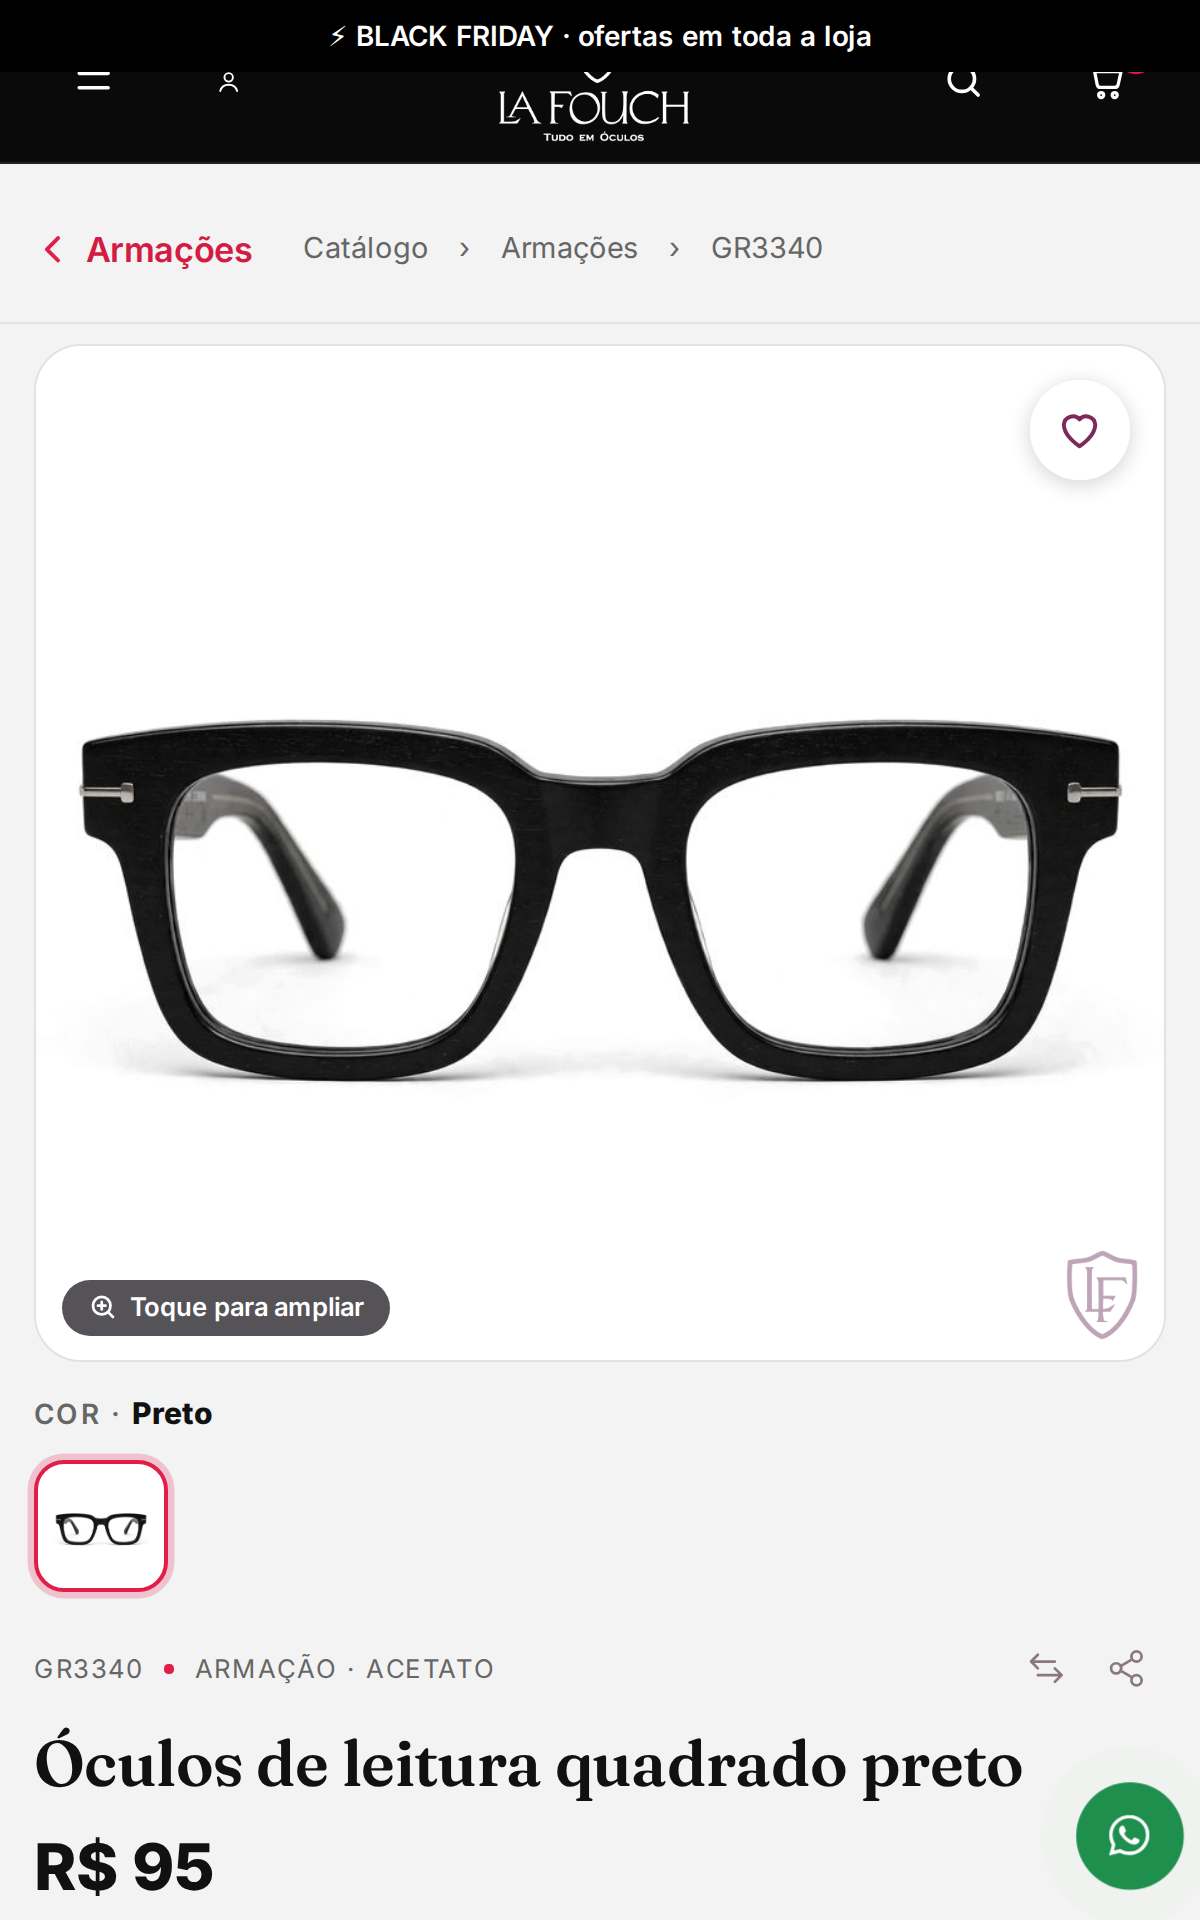 ⚡ BLACK FRIDAY · ofertas em toda a loja
LA FOUCH
TUDO EM ÓCULOS
Armações
Catálogo › Armações › GR3340
Toque para ampliar
LF
COR · Preto
GR3340 • ARMAÇÃO · ACETATO
Óculos de leitura quadrado preto
R$ 95